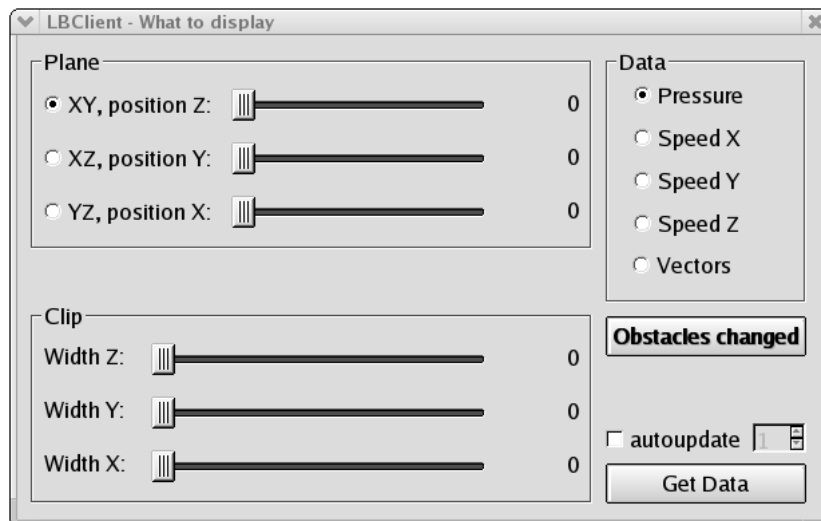 LBClient - What to display
Plane
XY, position Z: 0
XZ, position Y: 0
YZ, position X: 0
Data
Pressure
Speed X
Speed Y
Speed Z
Vectors
Clip
Width Z: 0
Width Y: 0
Width X: 0
Obstacles changed
autoupdate 1
Get Data